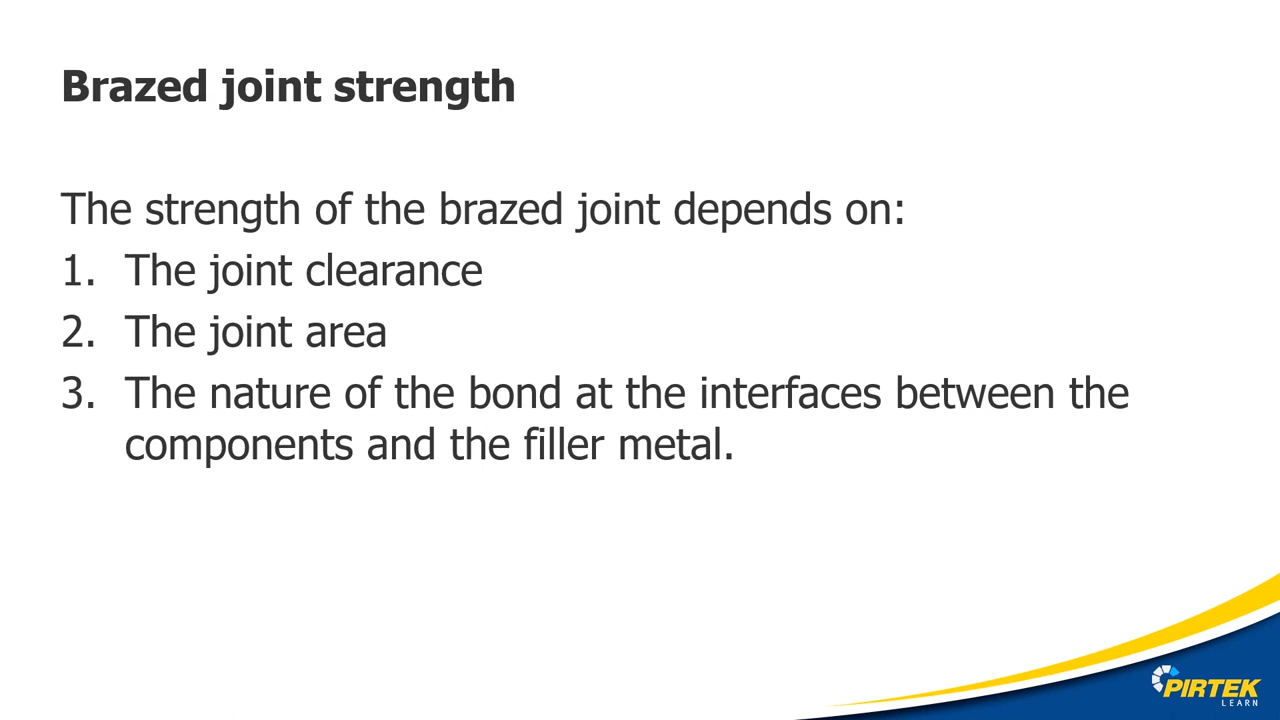 Brazed joint strength
The strength of the brazed joint depends on:
1. The joint clearance
2. The joint area
3. The nature of the bond at the interfaces between the
components and the filler metal.
PIRTEK
LEARN